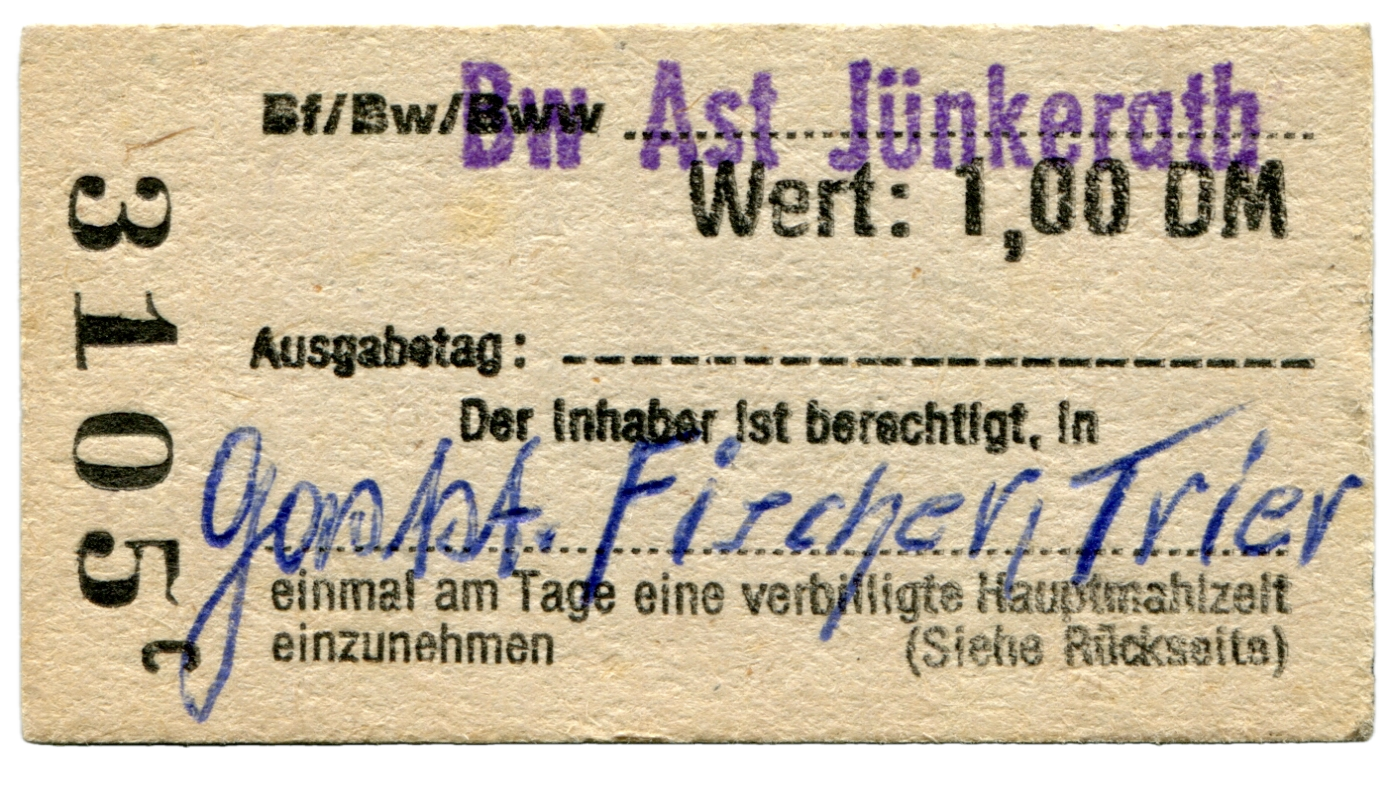 Bf/Bw/Bww Bw Ast Jünkerath
Wert: 1,00 DM
Ausgabetag:
Der Inhaber ist berechtigt, in
Fischer, Trier
einmal am Tage eine verbilligte Hauptmahlzeit
einzunehmen (Siehe Rückseite)
3105